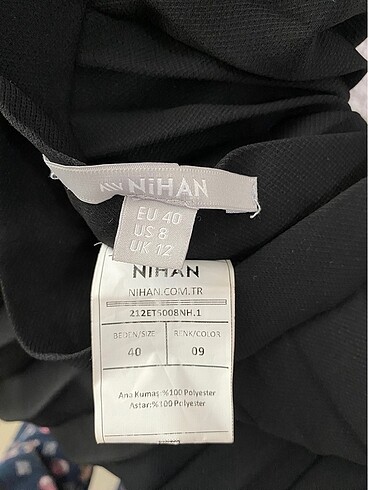 NiHAN
EU 40
US 8
UK 12
NIHAN
NIHAN.COM.TR
212ETS008NH.1
BEDEN/SIZE RENK/COLOR
40 09
Ana Kumaş:%100 Polyester
Astar:%100 Polyester